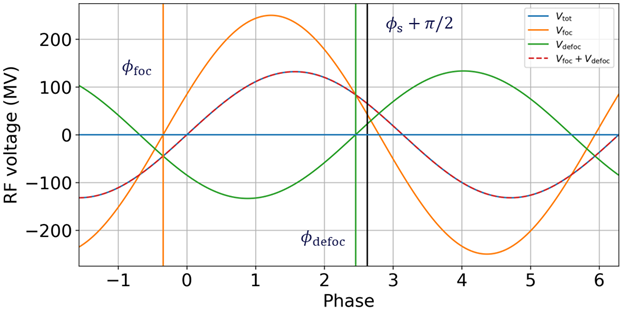 200
100
0
−100
−200
RF voltage (MV)
−1
0
1
2
3
4
5
6
Phase
ϕfoc
ϕdefoc
ϕs + π/2
Vtot
Vfoc
Vdefoc
Vfoc + Vdefoc